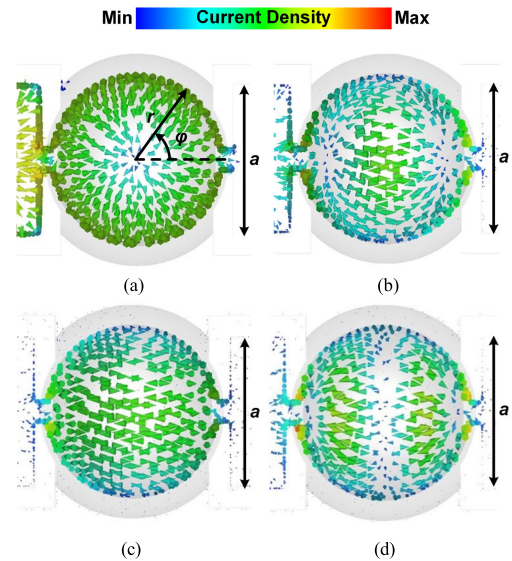 Min Current Density Max
r φ a
a
(a) (b)
a
a
(c) (d)